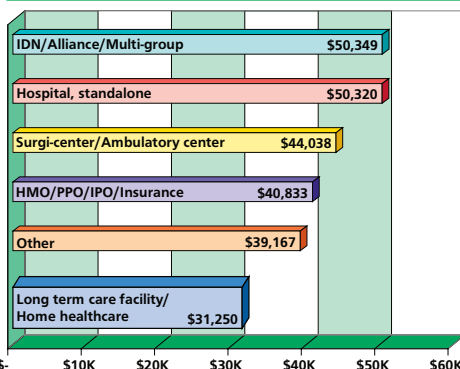 IDN/Alliance/Multi-group $50,349
Hospital, standalone $50,320
Surgi-center/Ambulatory center $44,038
HMO/PPO/IPO/Insurance $40,833
Other $39,167
Long term care facility/
Home healthcare $31,250
$- $10K $20K $30K $40K $50K $60K